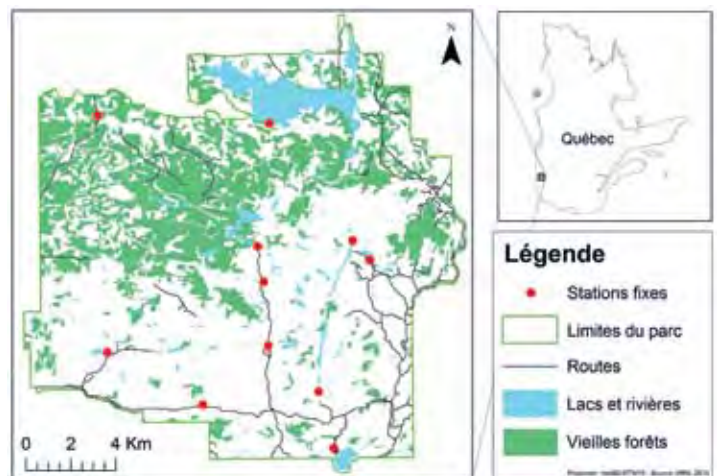 N
Québec
Légende
Stations fixes
Limites du parc
Routes
Lacs et rivières
Vieilles forêts
0 2 4 Km